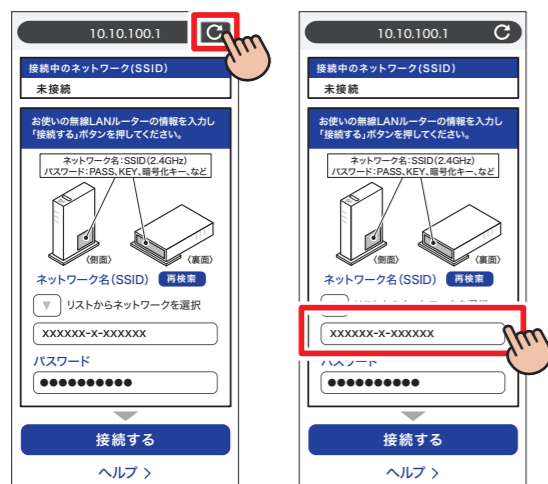 10.10.100.1
接続中のネットワーク(SSID)
未接続
お使いの無線LANルーターの情報を入力し
「接続する」ボタンを押してください。
ネットワーク名:SSID(2.4GHz)
パスワード:PASS、KEY、暗号化キー、など
〈側面〉
〈裏面〉
ネットワーク名(SSID)
再検索
▼ リストからネットワークを選択
XXXXXX-X-XXXXXX
パスワード
●●●●●●●●●●
接続する
ヘルプ >
10.10.100.1
接続中のネットワーク(SSID)
未接続
お使いの無線LANルーターの情報を入力し
「接続する」ボタンを押してください。
ネットワーク名:SSID(2.4GHz)
パスワード:PASS、KEY、暗号化キー、など
〈側面〉
〈裏面〉
ネットワーク名(SSID)
再検索
XXXXXX-X-XXXXXX
パスワード
●●●●●●●●●●
接続する
ヘルプ >